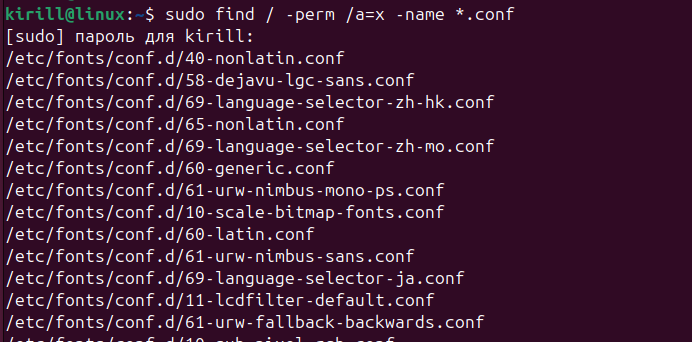 kirill@linux:~$ sudo find / -perm /a=x -name *.conf
[sudo] пароль для kirill:
/etc/fonts/conf.d/40-nonlatin.conf
/etc/fonts/conf.d/58-dejavu-lgc-sans.conf
/etc/fonts/conf.d/69-language-selector-zh-hk.conf
/etc/fonts/conf.d/65-nonlatin.conf
/etc/fonts/conf.d/69-language-selector-zh-mo.conf
/etc/fonts/conf.d/60-generic.conf
/etc/fonts/conf.d/61-urw-nimbus-mono-ps.conf
/etc/fonts/conf.d/10-scale-bitmap-fonts.conf
/etc/fonts/conf.d/60-latin.conf
/etc/fonts/conf.d/61-urw-nimbus-sans.conf
/etc/fonts/conf.d/69-language-selector-ja.conf
/etc/fonts/conf.d/11-lcdfilter-default.conf
/etc/fonts/conf.d/61-urw-fallback-backwards.conf